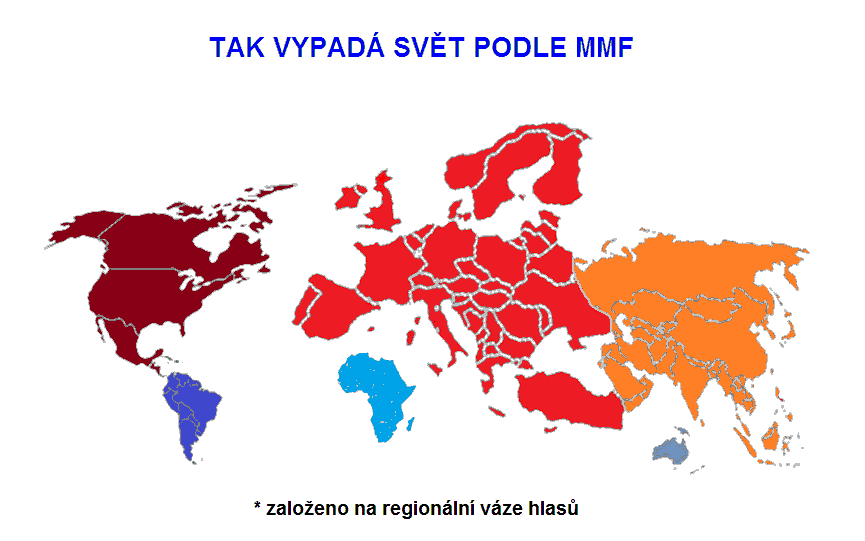 TAK VYPADÁ SVĚT PODLE MMF
* založeno na regionální váze hlasů